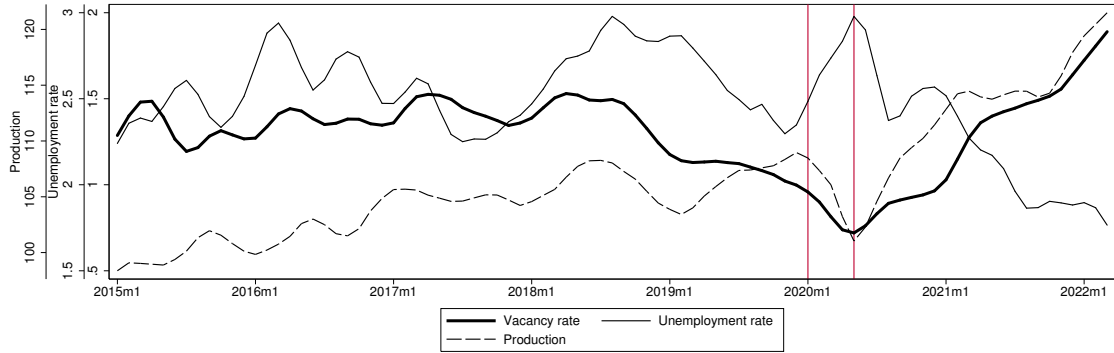 Production
100 105 110 115 120
Unemployment rate
1.5 2 2.5 3
.5 1 1.5 2
2015m1 2016m1 2017m1 2018m1 2019m1 2020m1 2021m1 2022m1
Vacancy rate Unemployment rate
Production